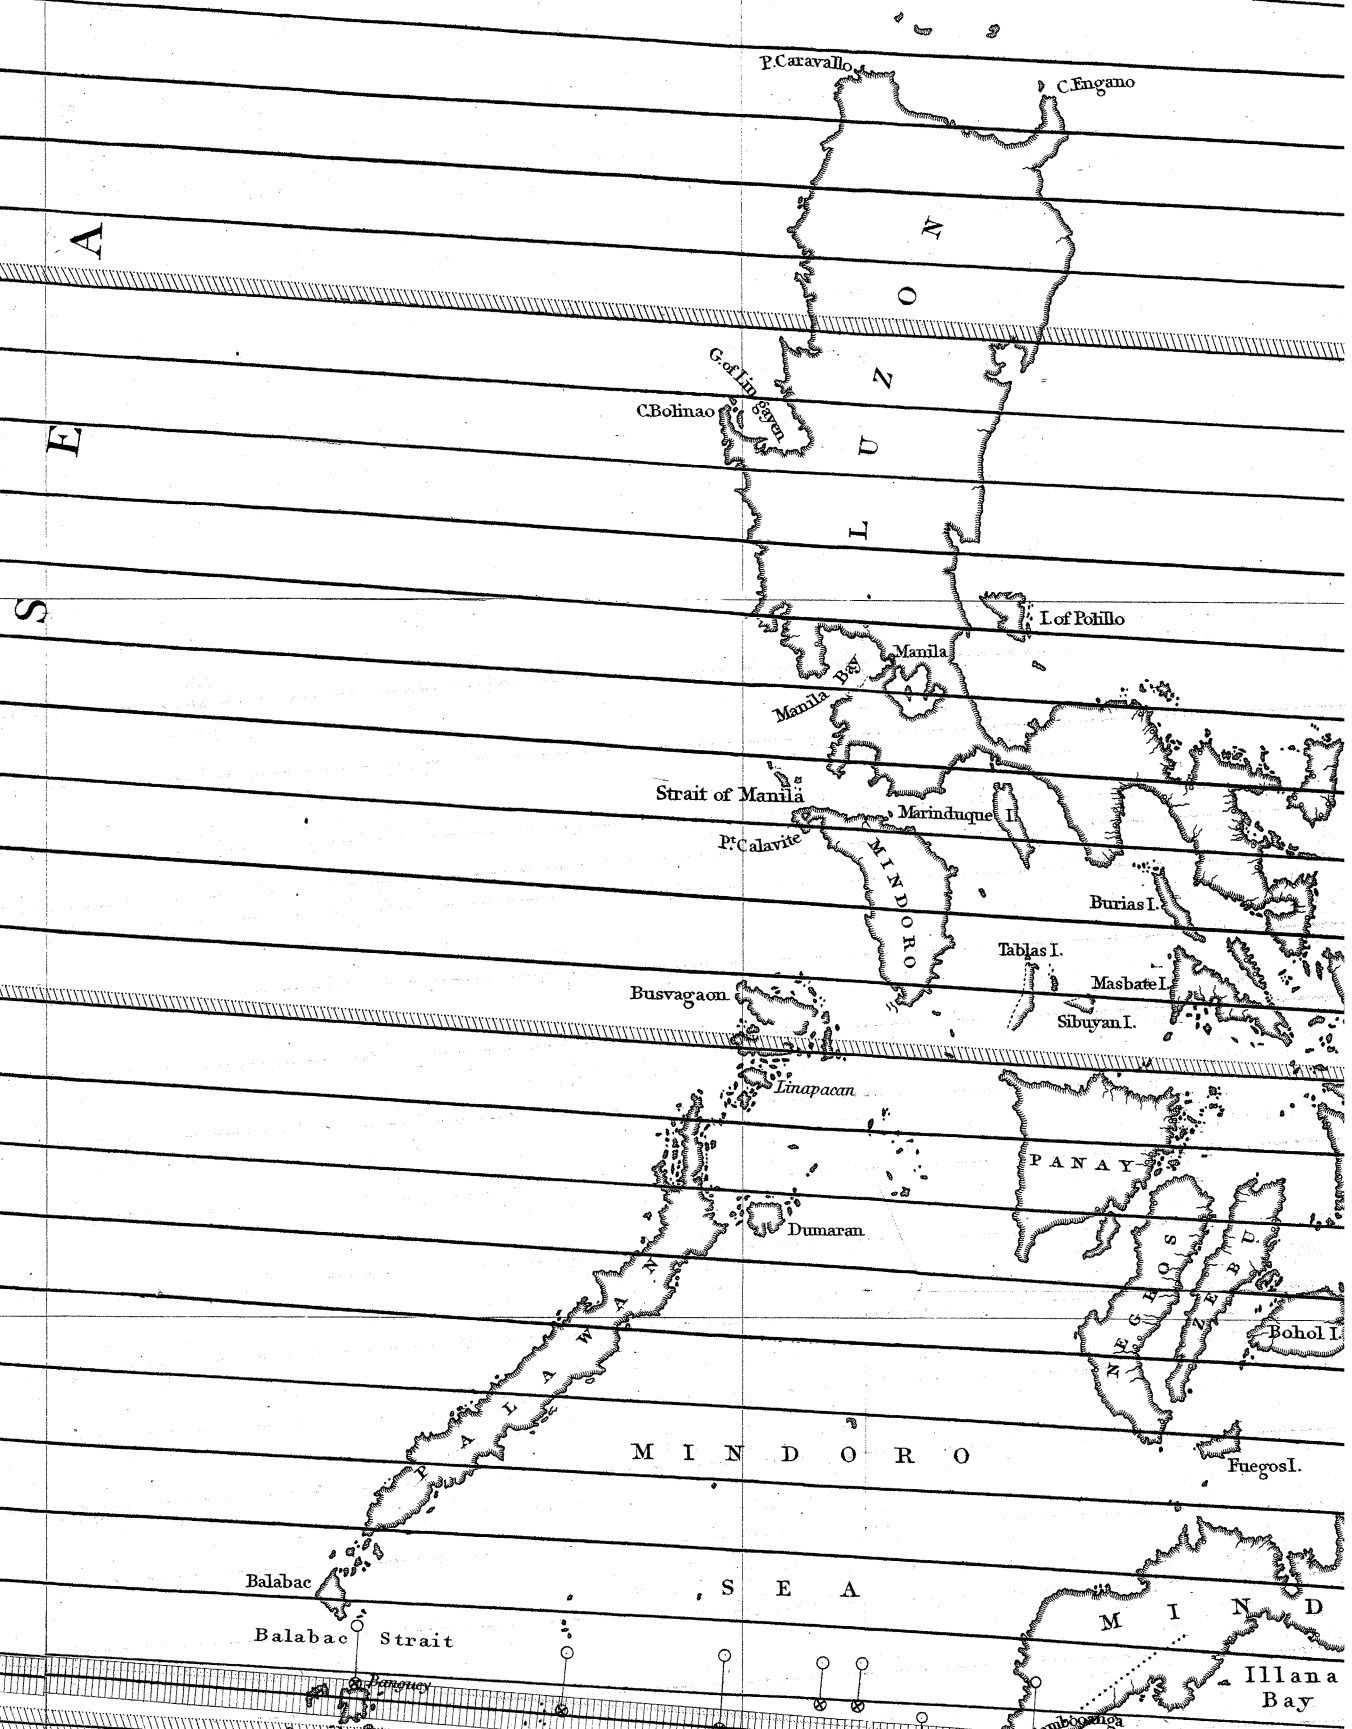 P. Caravallo
C. Engano
LUZON
G. of Lingayen
C. Bolinao
SEA
I. of Polillo
Manila
Manila Bay
Strait of Manila
Marinduque I.
Pt. Calavite
MINDORO
Burias I.
Tablas I.
Masbate I.
Busvagaon
Sibuyan I.
Linapacan
PANAY
Dumaran
NEGROS
ZEBU
Bohol I.
PALAWAN
MINDORO
SEA
Fuegos I.
Balabac
MIND
Balabac Strait
Illana
Bay
Banguey
mbooanga